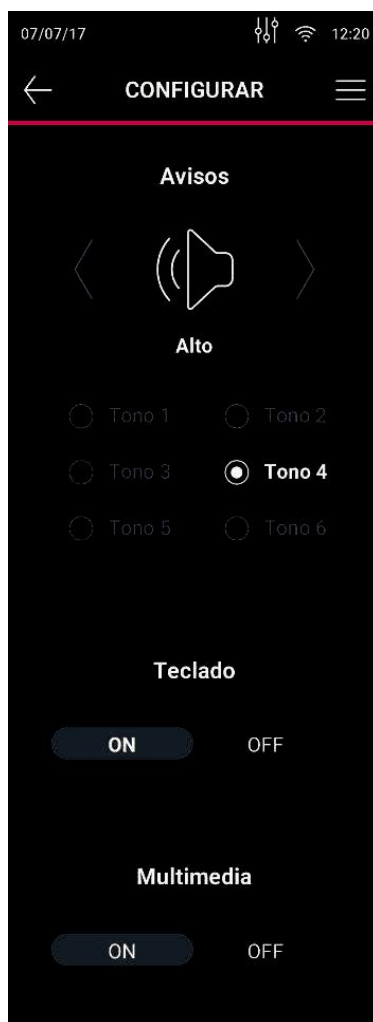 07/07/17 12:20
CONFIGURAR
Avisos
Alto
Tono 1 Tono 2
Tono 3 Tono 4
Tono 5 Tono 6
Teclado
ON OFF
Multimedia
ON OFF